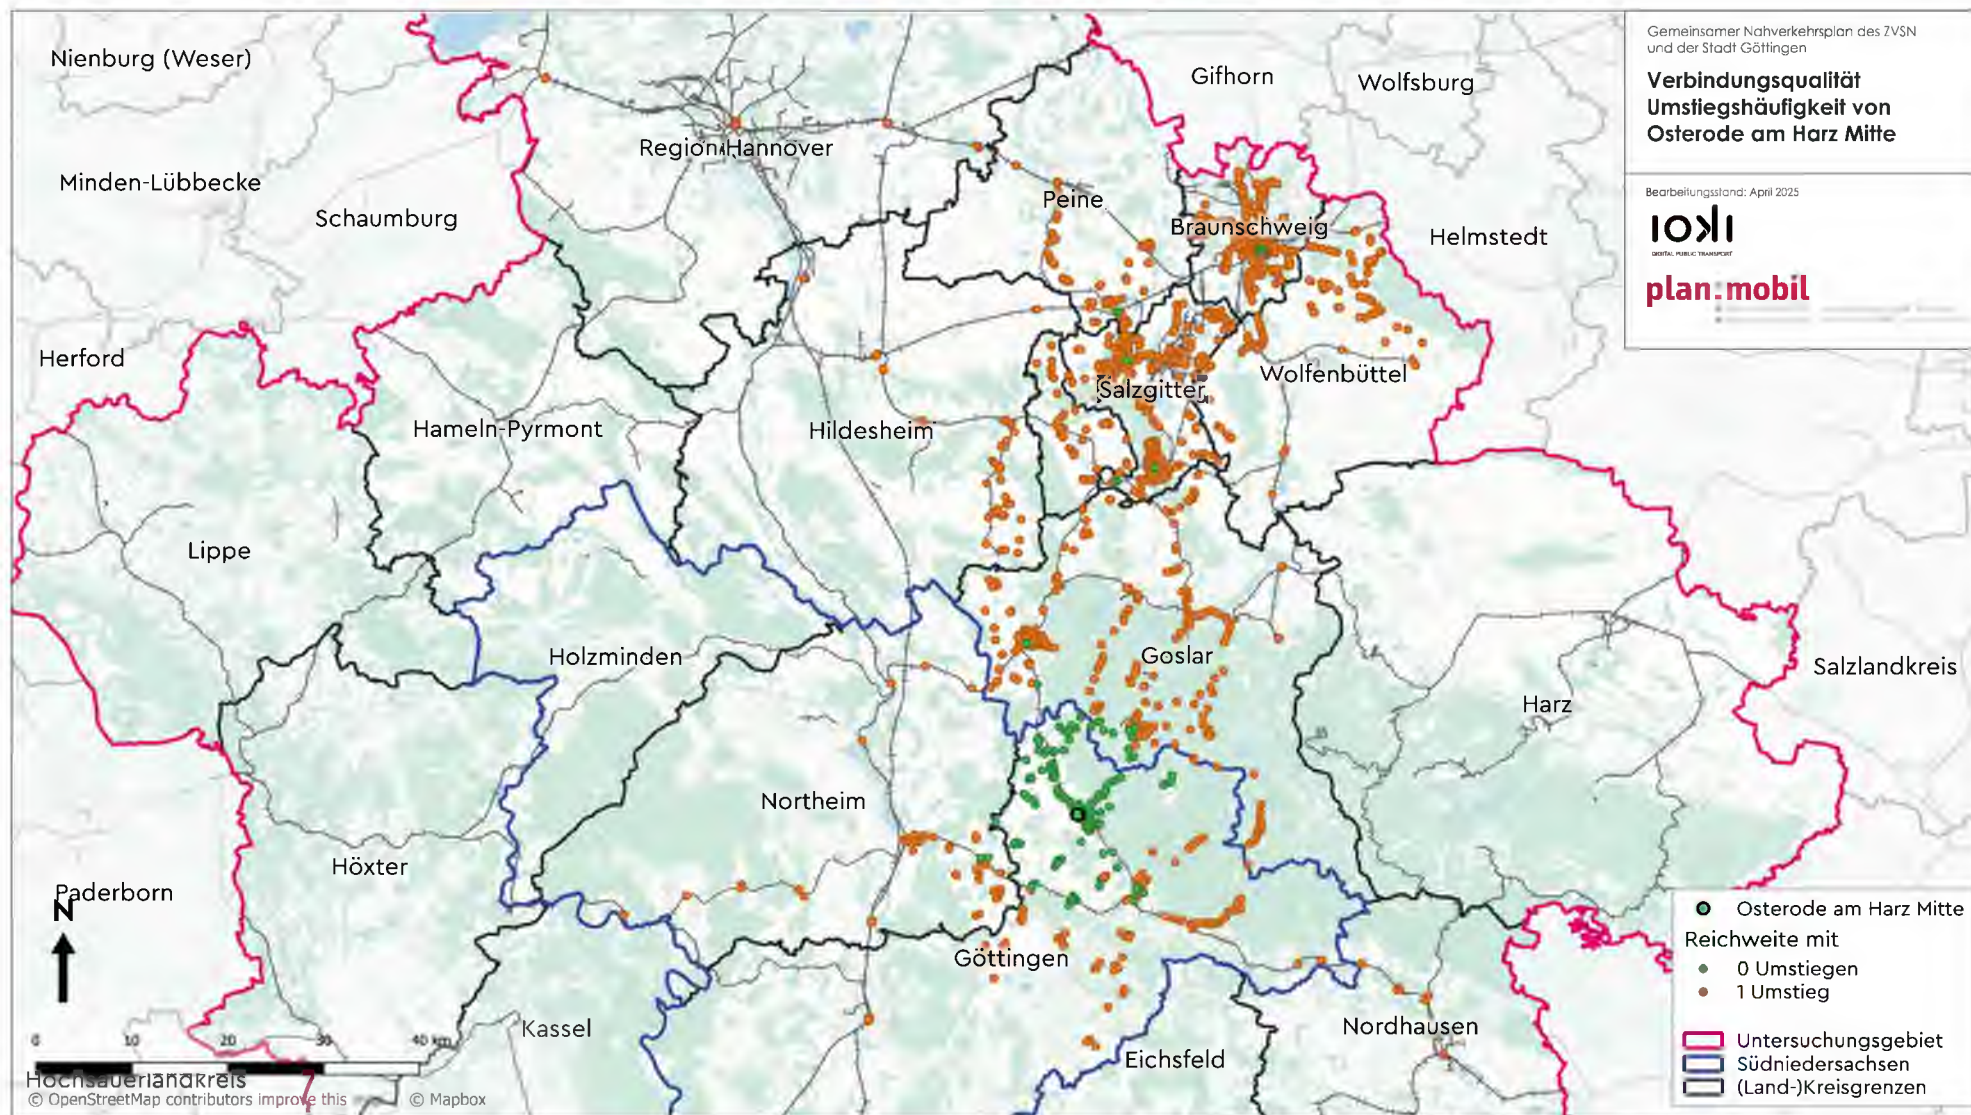 Gemeinsamer Nahverkehrsplan des ZVSN
und der Stadt Göttingen
Verbindungsqualität
Umstiegshäufigkeit von
Osterode am Harz Mitte
Bearbeitungsstand: April 2025
ioki
DIGITAL PUBLIC TRANSPORT
plan:mobil
Nienburg (Weser)
Gifhorn
Wolfsburg
Region Hannover
Minden-Lübbecke
Peine
Schaumburg
Braunschweig
Helmstedt
Herford
Wolfenbüttel
Salzgitter
Hameln-Pyrmont
Hildesheim
Lippe
Holzminden
Goslar
Salzlandkreis
Harz
Northeim
Höxter
Paderborn
N
Göttingen
Kassel
Nordhausen
Eichsfeld
0 10 20 30 40 km
Hochsauerlandkreis
© OpenStreetMap contributors improve this
© Mapbox
Osterode am Harz Mitte
Reichweite mit
0 Umstiegen
1 Umstieg
Untersuchungsgebiet
Südniedersachsen
(Land-)Kreisgrenzen